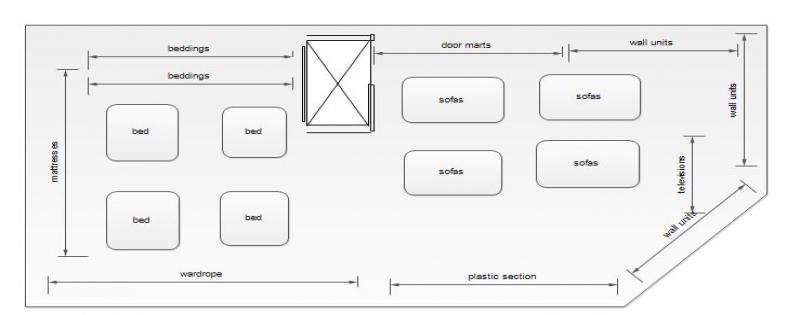 beddings
door marts
wall units
beddings
sofas
sofas
wall units
bed
bed
mattresses
sofas
sofas
televisions
bed
bed
wall units
wardrope
plastic section